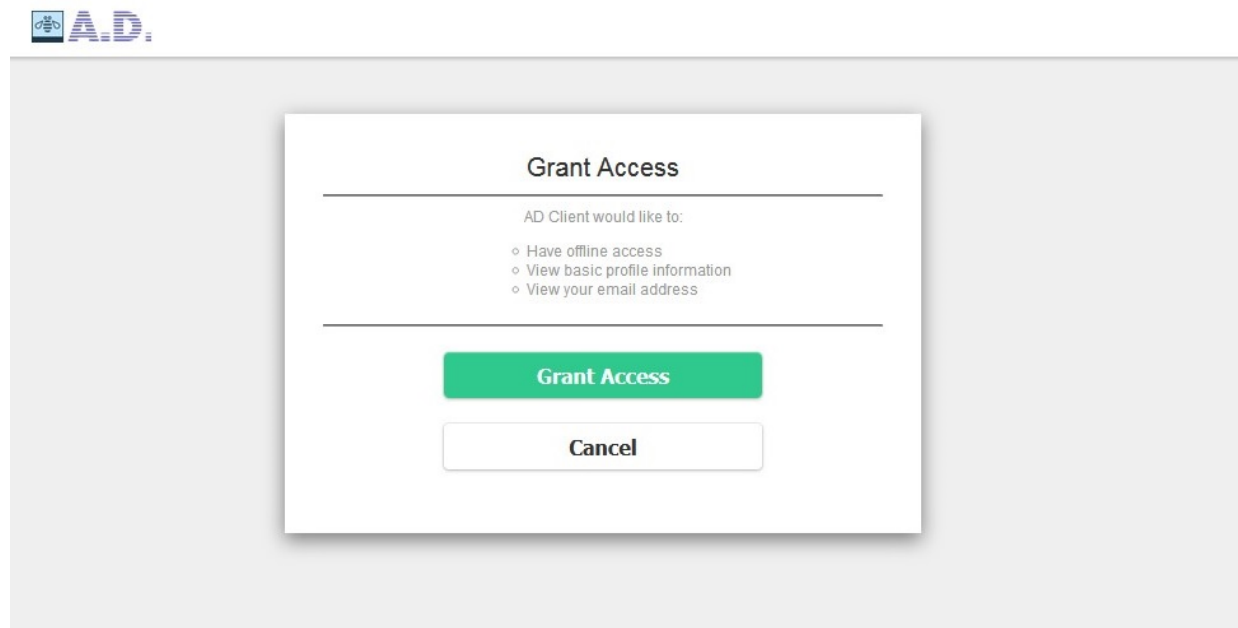 A.D.
Grant Access
AD Client would like to:
Have offline access
View basic profile information
View your email address
Grant Access
Cancel